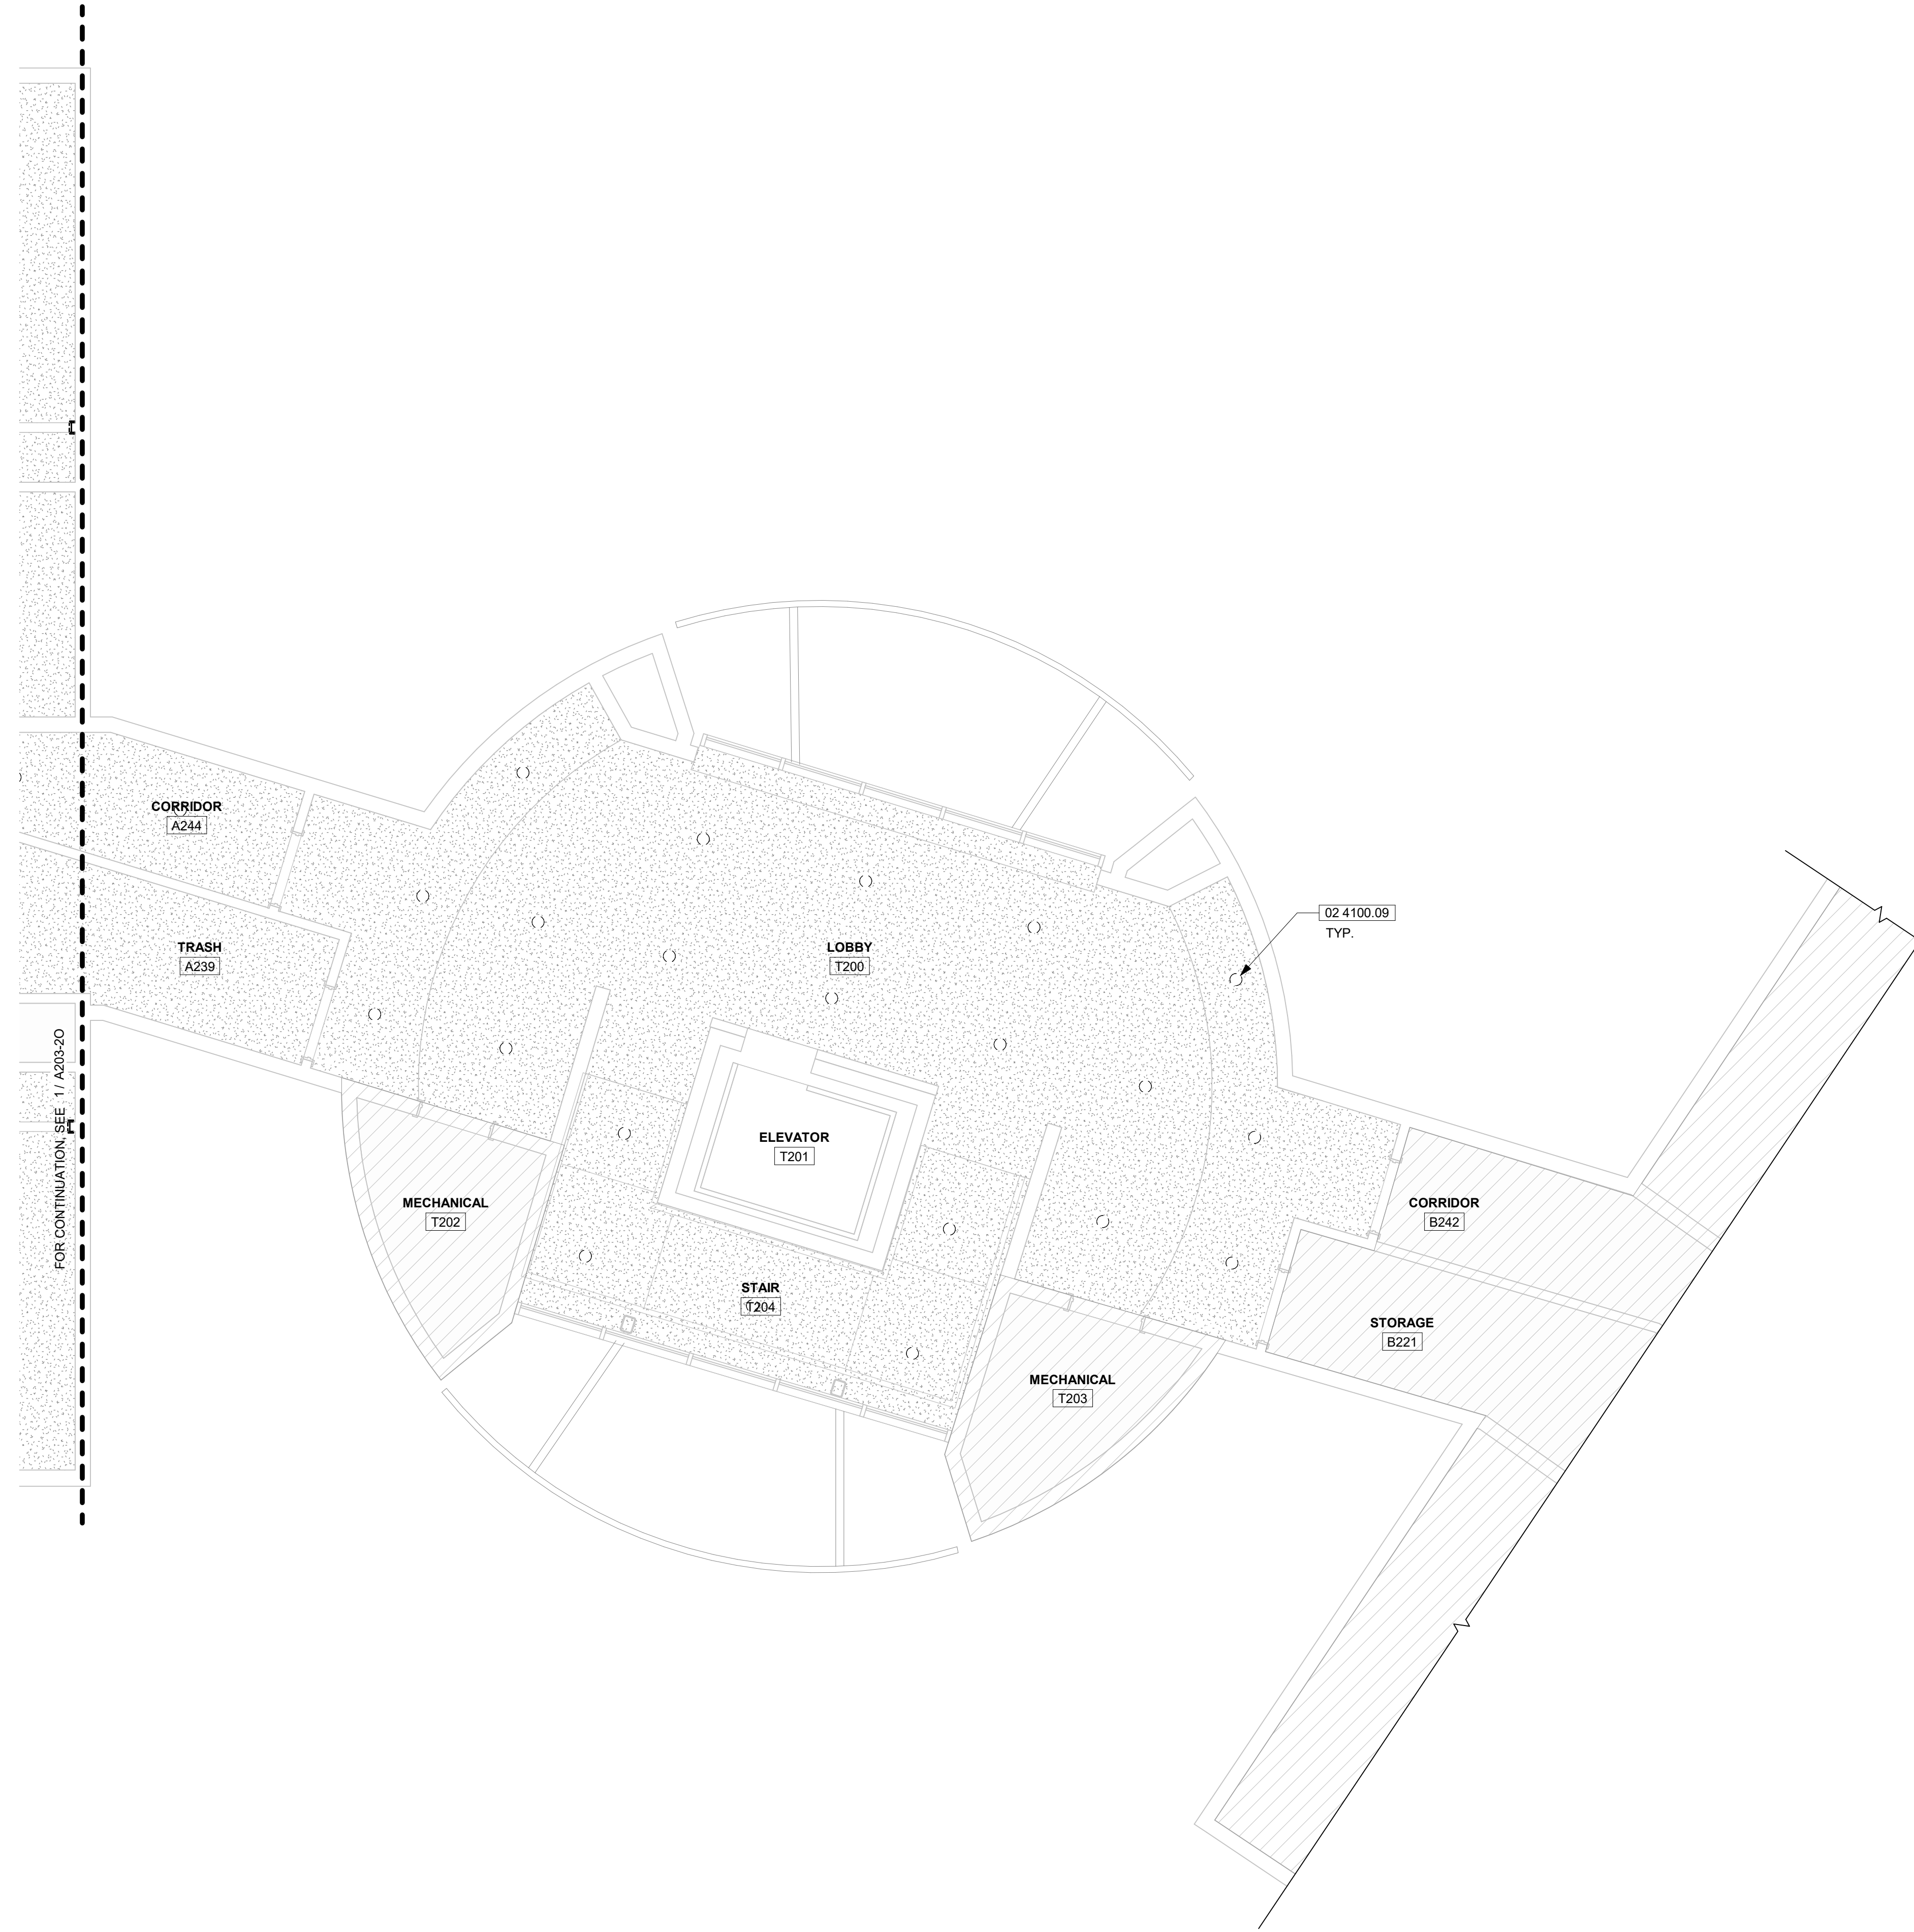 CORRIDOR
A244
02 4100.09
TYP.
TRASH
A239
LOBBY
T200
FOR CONTINUATION, SEE 1 / A203-2O
ELEVATOR
T201
MECHANICAL
T202
CORRIDOR
B242
STAIR
T204
STORAGE
B221
MECHANICAL
T203